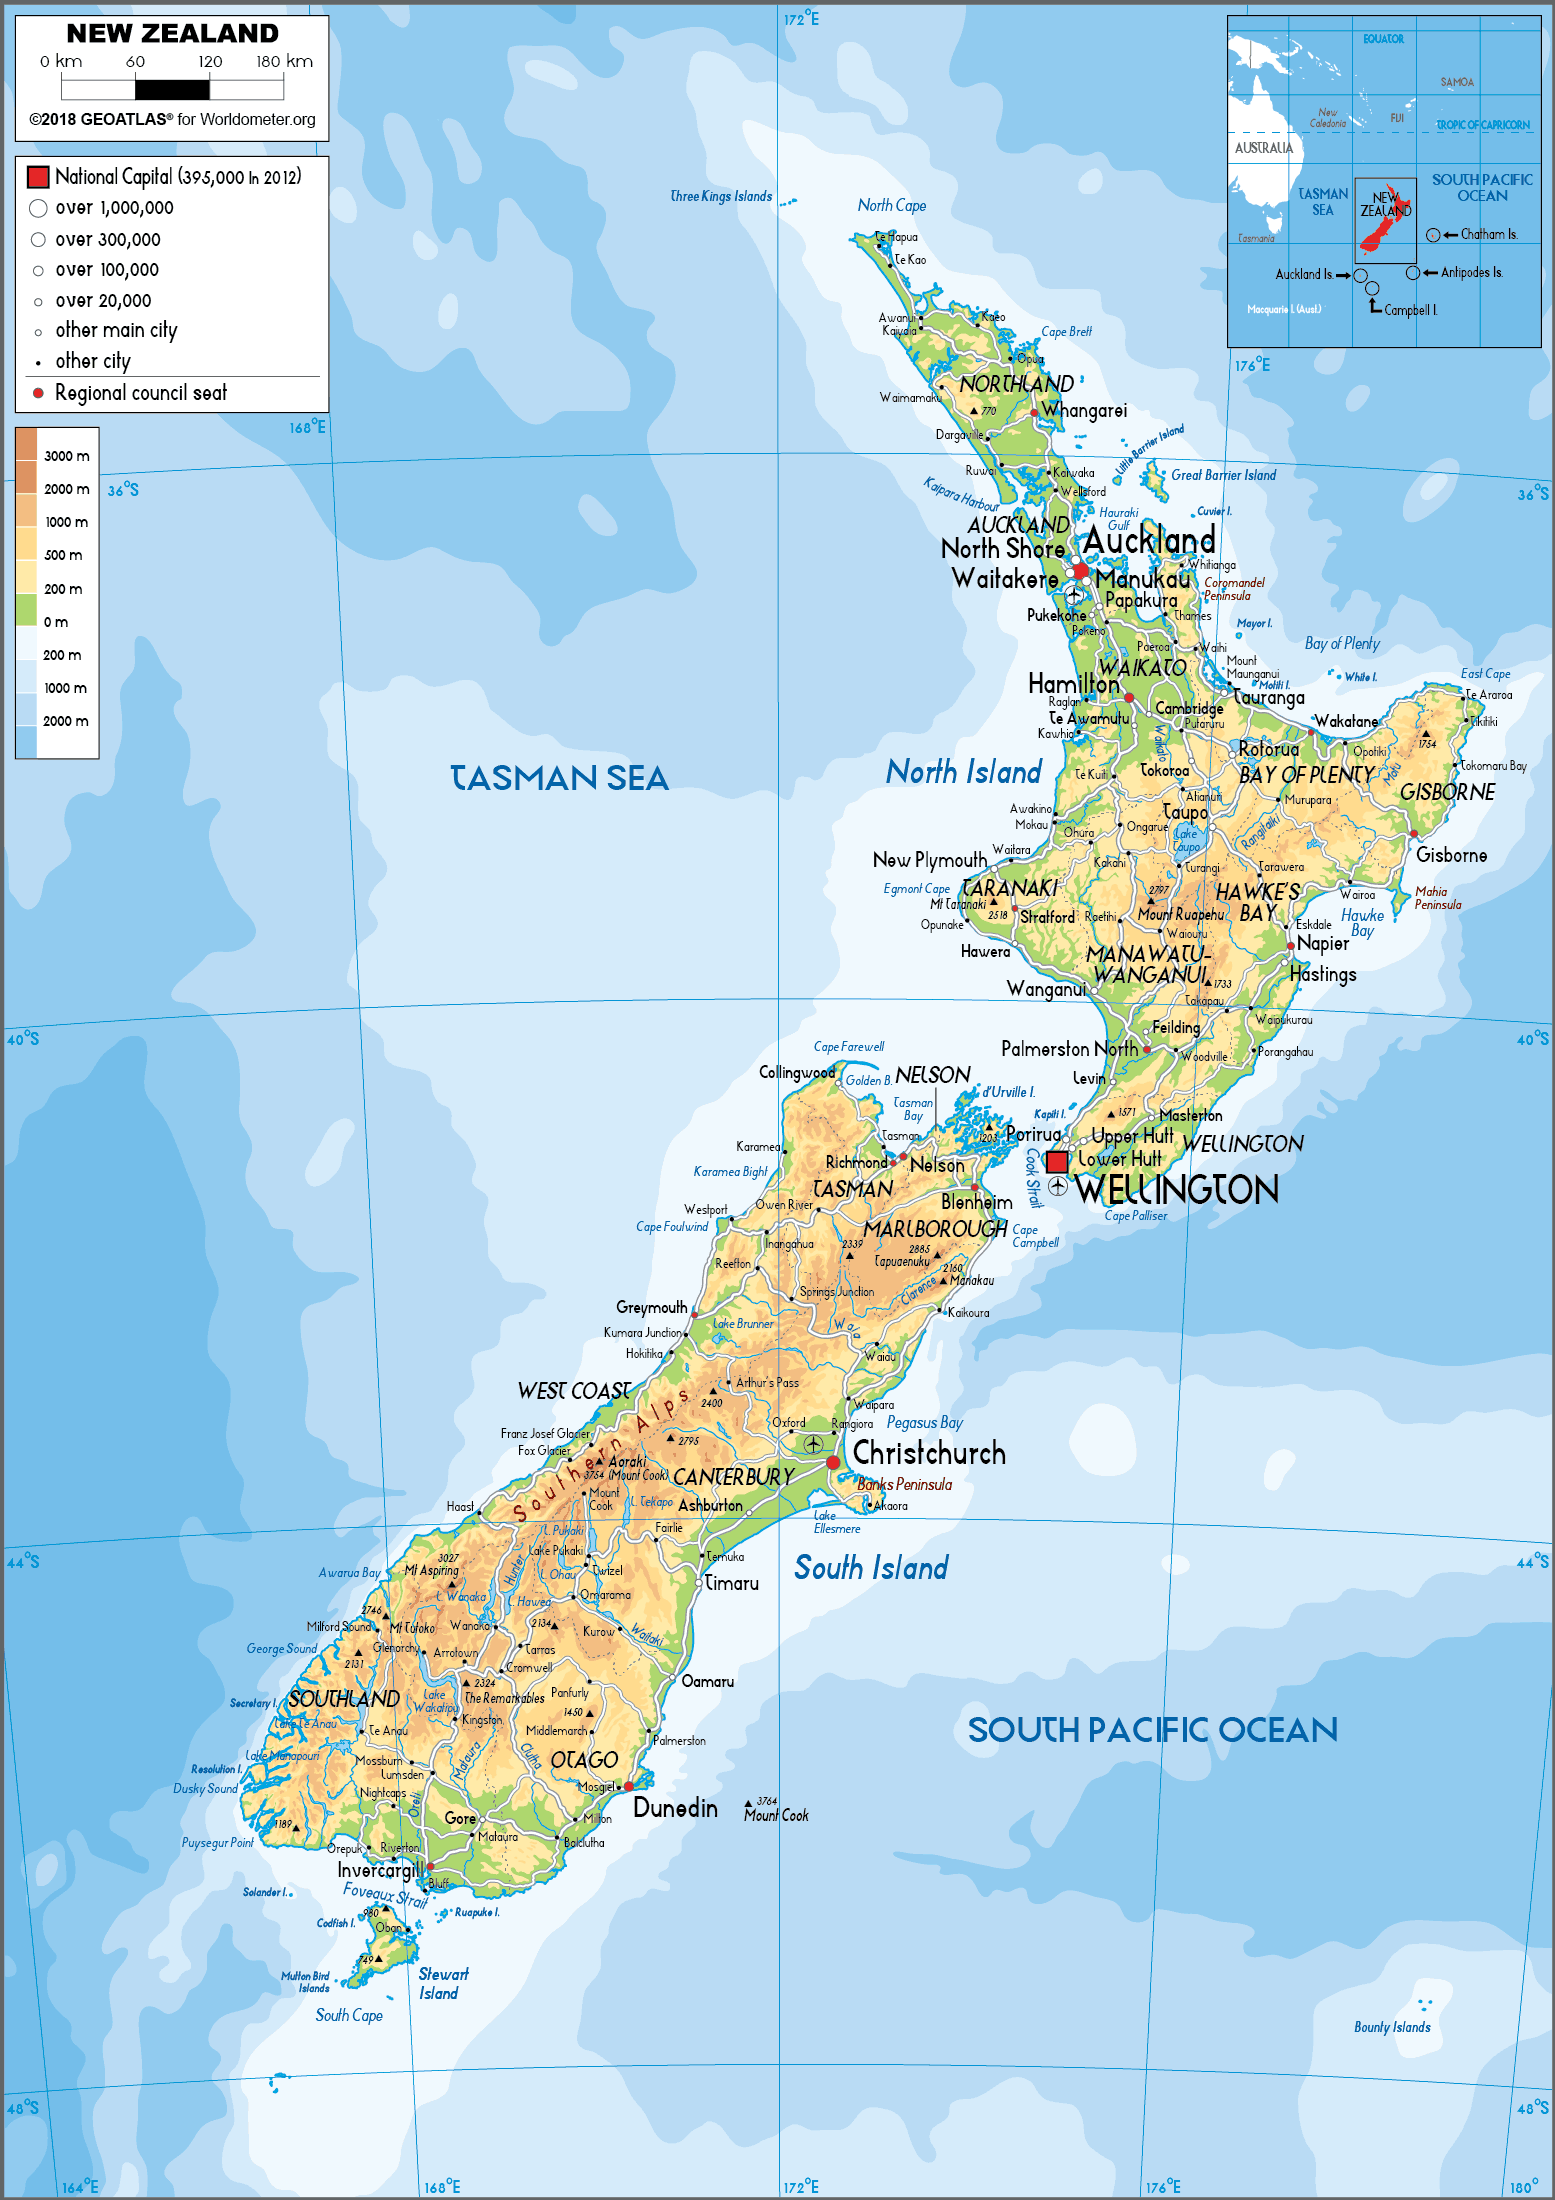 NEW ZEALAND
0 km 60 120 180 km
©2018 GEOATLAS® for Worldometer.org
National Capital (395,000 In 2012)
over 1,000,000
over 300,000
over 100,000
over 20,000
other main city
other city
Regional council seat
3000 m
2000 m
1000 m
500 m
200 m
0 m
200 m
1000 m
2000 m
172°E
168°E
176°E
36°S
36°S
40°S
40°S
44°S
44°S
48°S
48°S
164°E
168°E
172°E
176°E
180°
EQUATOR
SAMOA
New
Caledonia
FIJI
TROPIC OF CAPRICORN
AUSTRALIA
TASMAN
SEA
SOUTH PACIFIC
OCEAN
NEW
ZEALAND
Tasmania
Chatham Is.
Auckland Is.
Antipodes Is.
Campbell I.
Macquarie I. (Aust.)
Three Kings Islands
North Cape
Te Hapua
Te Kao
Awanui
Kaitaia
Kaeo
Cape Brett
Opua
NORTHLAND
Waimamaku
770
Whangarei
Dargaville
Ruwai
Kaiwaka
Wellsford
Little Barrier Island
Great Barrier Island
Kaipara Harbour
Hauraki
Gulf
Cuvier I.
AUCKLAND
North Shore
Auckland
Waitakere
Manukau
Whitianga
Coromandel
Peninsula
Papakura
Pukekohe
Thames
Pokeno
Mayor I.
Paeroa
Waihi
Bay of Plenty
WAIKATO
Mount
Maunganui
Motiti I.
White I.
East Cape
Hamilton
Raglan
Tauranga
Te Araroa
Cambridge
Te Awamutu
Putaruru
Wakatane
Tikitiki
Kawhia
Waikato
Rotorua
Opotiki
1754
North Island
Te Kuiti
Tokoroa
BAY OF PLENTY
Motu
Tokomaru Bay
GISBORNE
Atianuri
Murupara
Awakino
Mokau
Taupo
Ohura
Ongarue
Lake
Taupo
Rangitaiki
Gisborne
New Plymouth
Waitara
Kakahi
Turangi
Tarawera
Egmont Cape
TARANAKI
Mt Taranaki
2518
Stratford
2797
Mount Ruapehu
HAWKE'S
BAY
Wairoa
Mahia
Peninsula
Opunake
Raetihi
Waiouru
Eskdale
Hawke
Bay
Hawera
MANAWATU-
WANGANUI
Napier
Hastings
Wanganui
1733
Takapau
Waipukurau
Feilding
Palmerston North
Woodville
Porangahau
Levin
Kapiti I.
1571
Masterton
Porirua
Upper Hutt
WELLINGTON
Lower Hutt
WELLINGTON
Cook Strait
Cape Palliser
TASMAN SEA
Cape Farewell
Collingwood
Golden B.
NELSON
d'Urville I.
Tasman
Bay
Tasman
1203
Karamea
Richmond
Nelson
Karamea Bight
TASMAN
Blenheim
Owen River
Westport
Cape Foulwind
MARLBOROUGH
Cape
Campbell
Inangahua
2339
2885
Tapuaenuku
Reefton
2160
Manakau
Clarence
Springs Junction
Greymouth
Kaikoura
Lake Brunner
Kumara Junction
Hokitika
Waiau
WEST COAST
Arthur's Pass
2400
Waipara
Oxford
Rangiora
Pegasus Bay
Franz Josef Glacier
Fox Glacier
2795
Southern Alps
Aoraki
3754 (Mount Cook)
CANTERBURY
Christchurch
Mount
Cook
L. Tekapo
Banks Peninsula
Haast
Ashburton
Akaora
Lake
Ellesmere
L. Pukaki
Fairlie
Lake Pukaki
Temuka
South Island
3027
Mt Aspiring
Hunter
Awarua Bay
L. Ohau
Twizel
Timaru
L. Wanaka
L. Hawea
Omarama
2746
Mt Tutoko
Milford Sound
Wanaka
2134
Kurow
Waitaki
George Sound
2131
Glenorchy
Arrotown
Tarras
Cromwell
2324
The Remarkables
Oamaru
Secretary I.
SOUTHLAND
Lake
Wakatipu
Panfurly
1450
Lake Te Anau
Te Anau
Kingston
Middlemarch
Palmerston
Lake Manapouri
Mossburn
Lumsden
Mataura
Clutha
OTAGO
Resolution I.
Dusky Sound
Nightcaps
Oreti
Mosgiel
Dunedin
3764
Mount Cook
1189
Gore
Milton
Puysegur Point
Mataura
Balclutha
Orepuk
Riverton
Invercargill
Bluff
Foveaux Strait
Solander I.
Ruapuke I.
Codfish I.
980
Oban
749
Mutton Bird
Islands
Stewart
Island
South Cape
SOUTH PACIFIC OCEAN
Bounty Islands